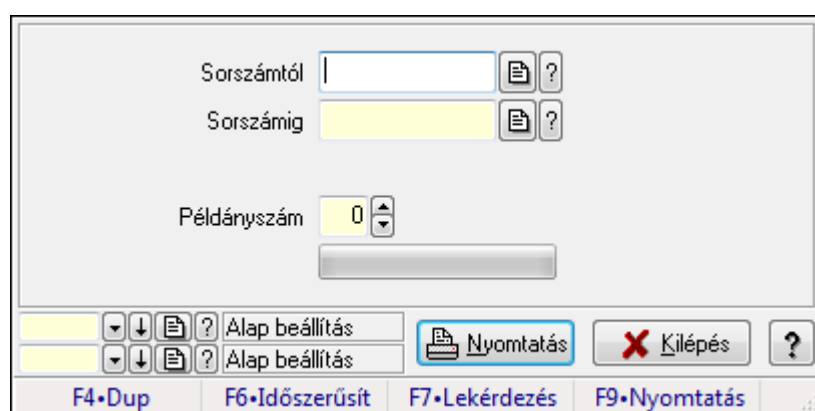 Sorszámtól ?
Sorszámig ?
Példányszám 0
? Alap beállítás
? Alap beállítás
Nyomtatás Kilépés ?
F4•Dup F6•Időszerűsít F7•Lekérdezés F9•Nyomtatás